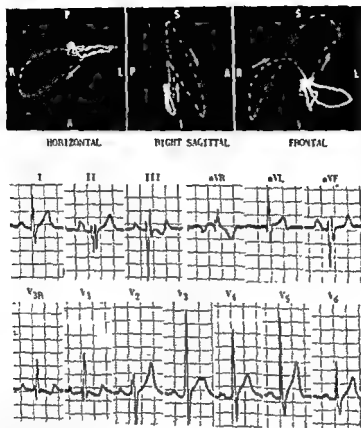 P S S
R L P A R L
A I I
HORIZONTAL RIGHT SAGITTAL FRONTAL
I II III aVR aVL aVF
V3R V1 V2 V3 V4 V5 V6